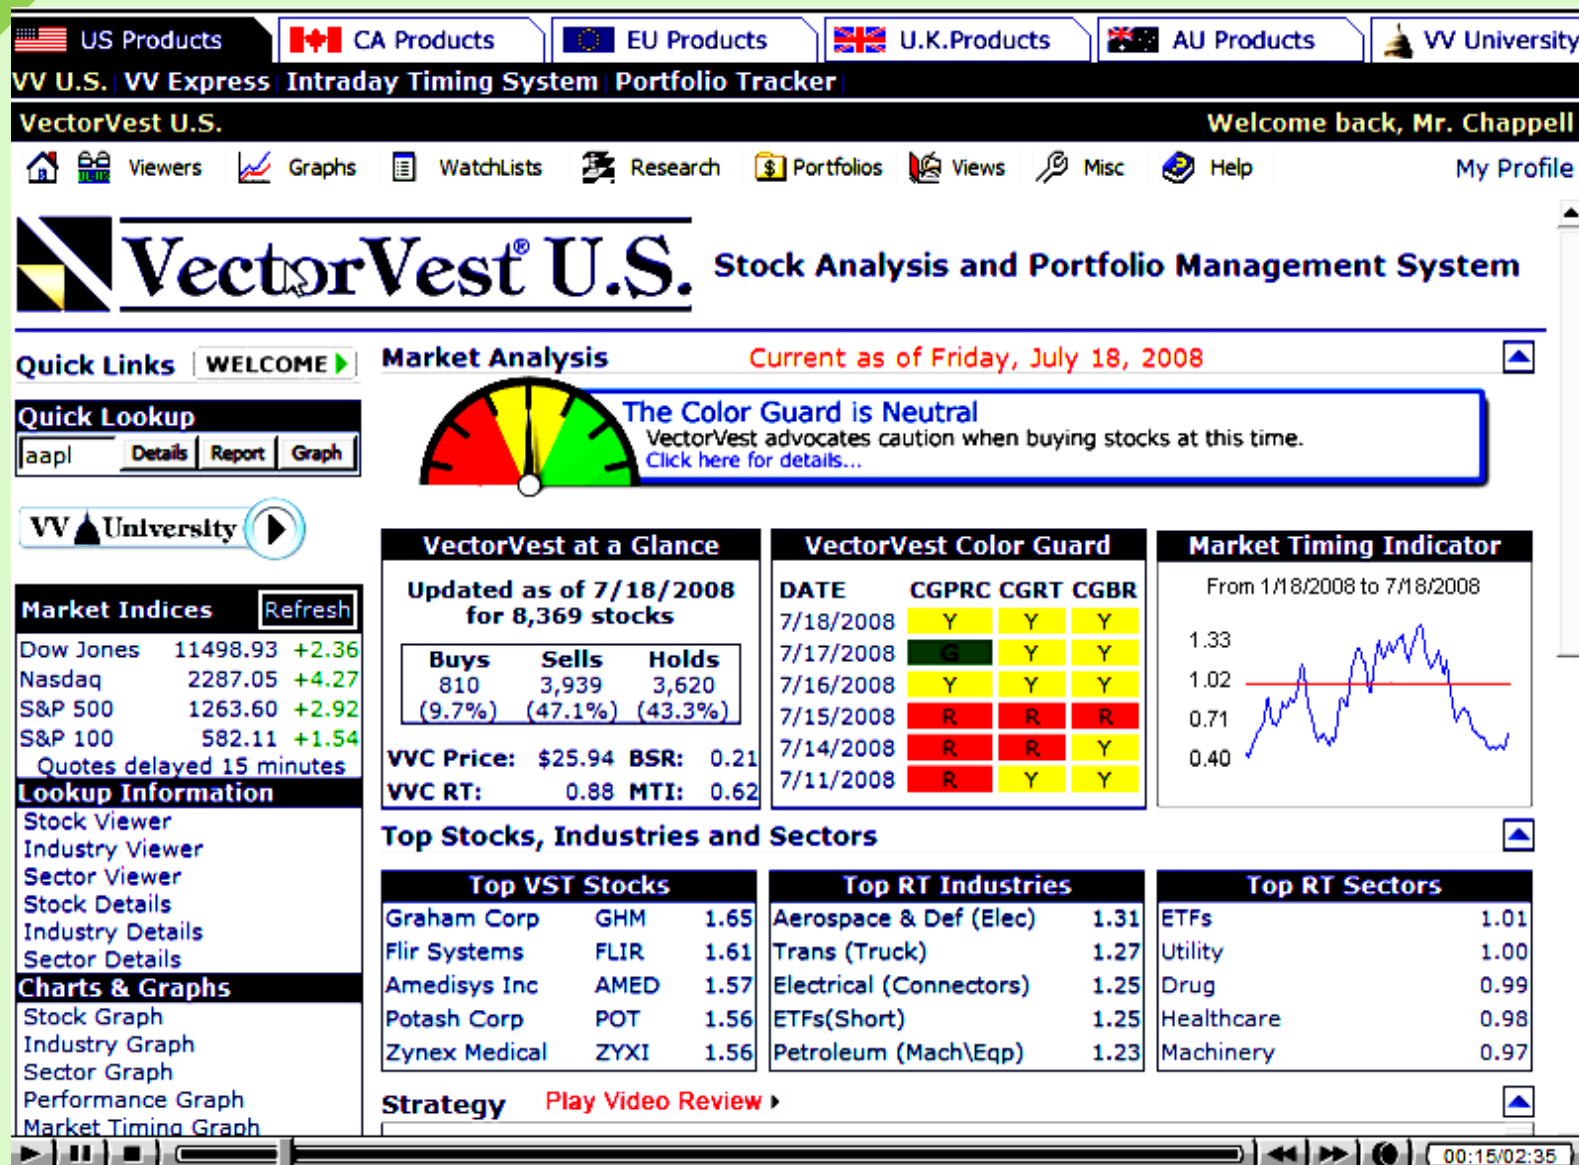 US Products CA Products EU Products U.K.Products AU Products VV University
VV U.S. VV Express Intraday Timing System Portfolio Tracker
VectorVest U.S. Welcome back, Mr. Chappell
Viewers Graphs WatchLists Research Portfolios Views Misc Help My Profile
VectorVest® U.S. Stock Analysis and Portfolio Management System
Quick Links WELCOME
Quick Lookup
aapl Details Report Graph
VV University
Market Indices Refresh
Dow Jones 11498.93 +2.36
Nasdaq 2287.05 +4.27
S&P 500 1263.60 +2.92
S&P 100 582.11 +1.54
Quotes delayed 15 minutes
Lookup Information
Stock Viewer
Industry Viewer
Sector Viewer
Stock Details
Industry Details
Sector Details
Charts & Graphs
Stock Graph
Industry Graph
Sector Graph
Performance Graph
Market Timing Graph
Market Analysis Current as of Friday, July 18, 2008
The Color Guard is Neutral
VectorVest advocates caution when buying stocks at this time.
Click here for details...
VectorVest at a Glance
Updated as of 7/18/2008
for 8,369 stocks
Buys Sells Holds
810 3,939 3,620
(9.7%) (47.1%) (43.3%)
VVC Price: $25.94 BSR: 0.21
VVC RT: 0.88 MTI: 0.62
VectorVest Color Guard
DATE CGPRC CGRT CGBR
7/18/2008 Y Y Y
7/17/2008 G Y Y
7/16/2008 Y Y Y
7/15/2008 R R R
7/14/2008 R R Y
7/11/2008 R Y Y
Market Timing Indicator
From 1/18/2008 to 7/18/2008
1.33
1.02
0.71
0.40
Top Stocks, Industries and Sectors
Top VST Stocks
Graham Corp GHM 1.65
Flir Systems FLIR 1.61
Amedisys Inc AMED 1.57
Potash Corp POT 1.56
Zynex Medical ZYXI 1.56
Top RT Industries
Aerospace & Def (Elec) 1.31
Trans (Truck) 1.27
Electrical (Connectors) 1.25
ETFs(Short) 1.25
Petroleum (Mach\Eqp) 1.23
Top RT Sectors
ETFs 1.01
Utility 1.00
Drug 0.99
Healthcare 0.98
Machinery 0.97
Strategy Play Video Review
00:15/02:35